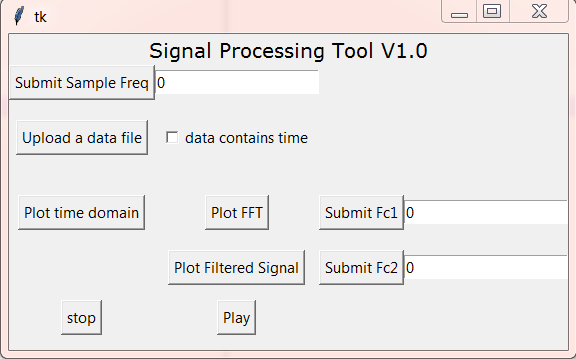 tk
Signal Processing Tool V1.0
Submit Sample Freq 0
Upload a data file data contains time
Plot time domain Plot FFT Submit Fc1 0
Plot Filtered Signal Submit Fc2 0
stop Play